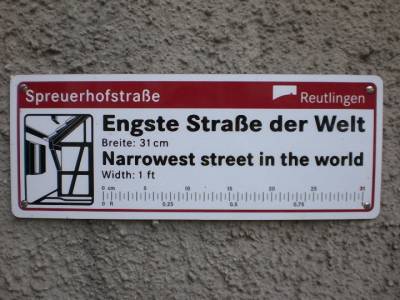 Spreuerhofstraße
Reutlingen
Engste Straße der Welt
Breite: 31 cm
Narrowest street in the world
Width: 1 ft
0 cm 5 10 15 20 25 31
0 ft 0.25 0.5 0.75